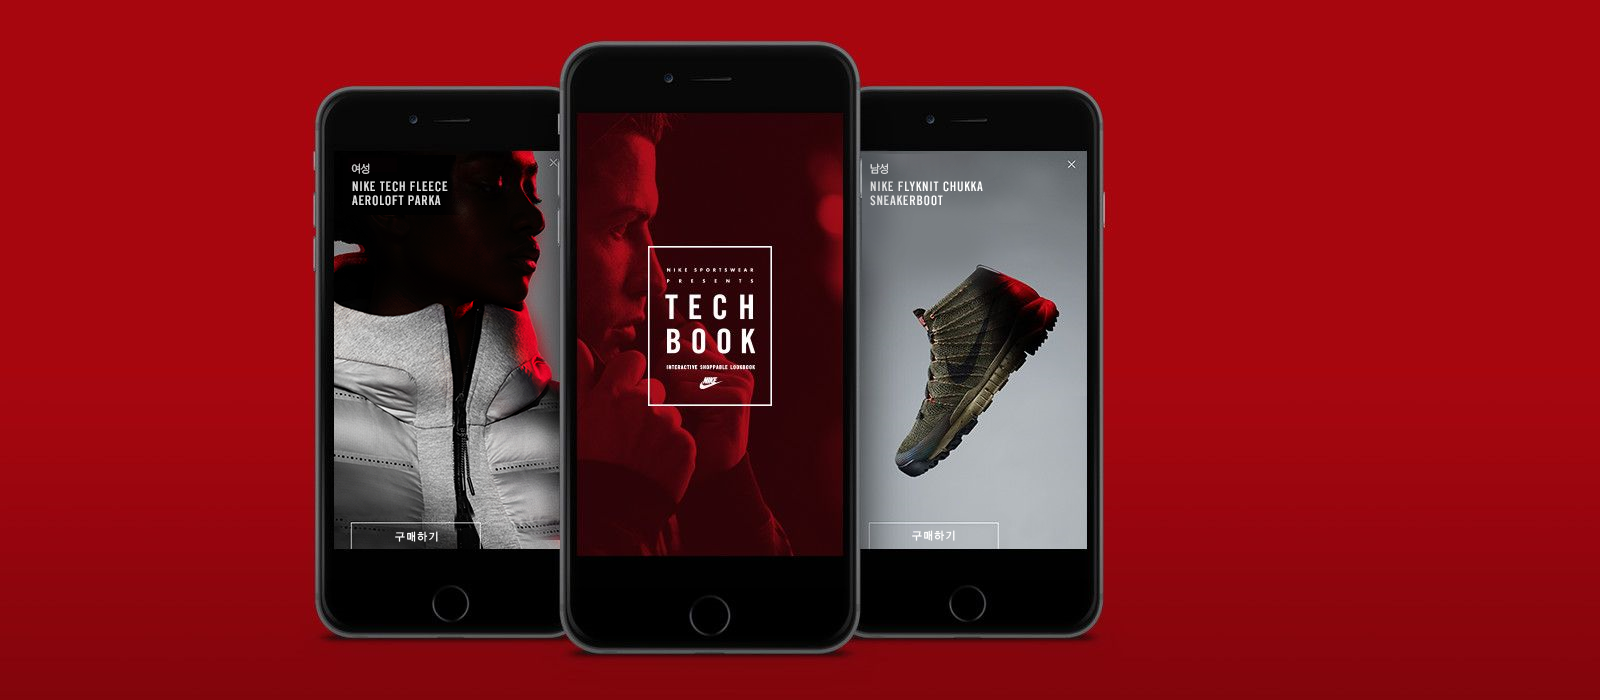 여성
NIKE TECH FLEECE
AEROLOFT PARKA
구매하기
NIKE SPORTSWEAR
PRESENTS
TECH
BOOK
INTERACTIVE SHOPPABLE LOOKBOOK
NIKE
남성
NIKE FLYKNIT CHUKKA
SNEAKERBOOT
구매하기